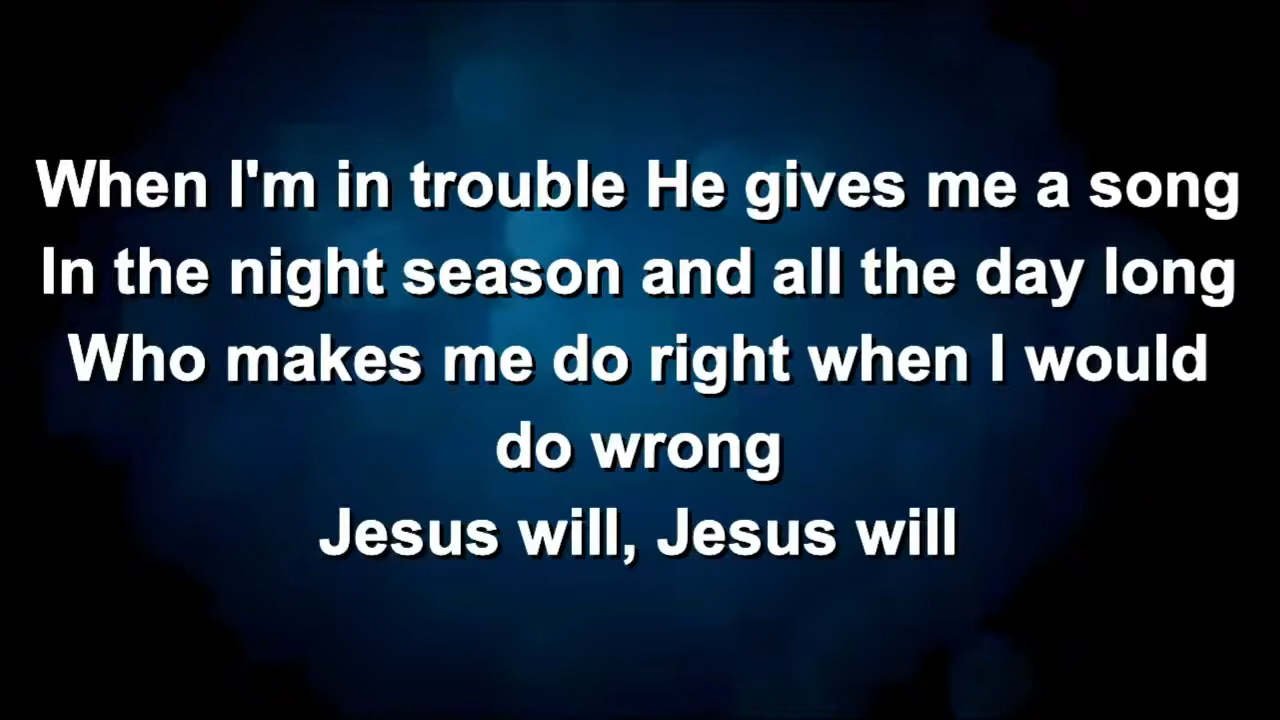 When I'm in trouble He gives me a song
In the night season and all the day long
Who makes me do right when I would
do wrong
Jesus will, Jesus will